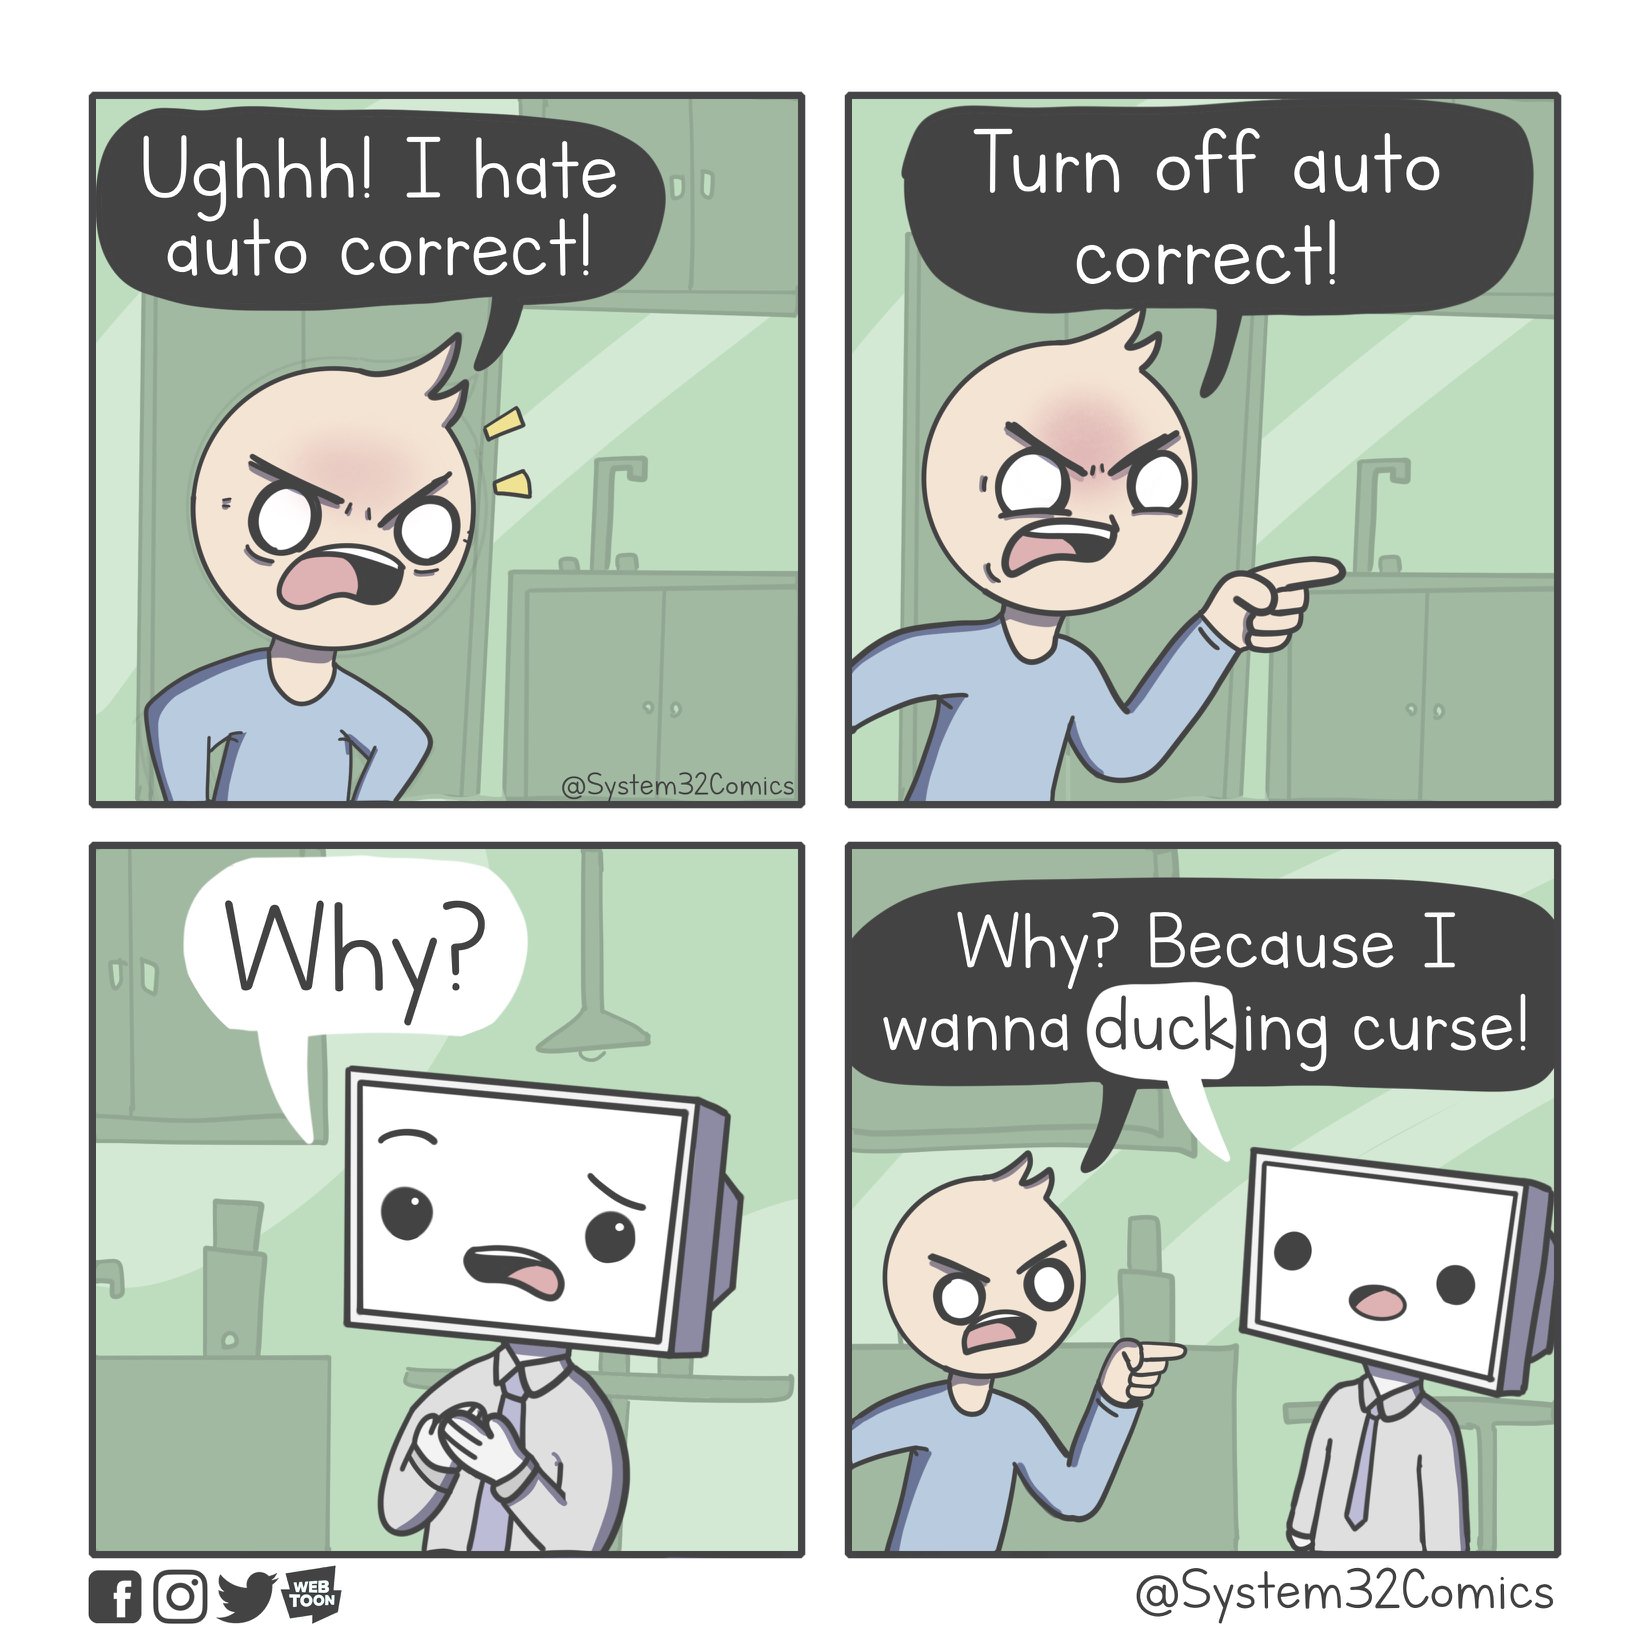 Ughhh! I hate
auto correct!
@System32Comics
Turn off auto
correct!
Why?
Why? Because I
wanna ducking curse!
WEB
TOON
@System32Comics